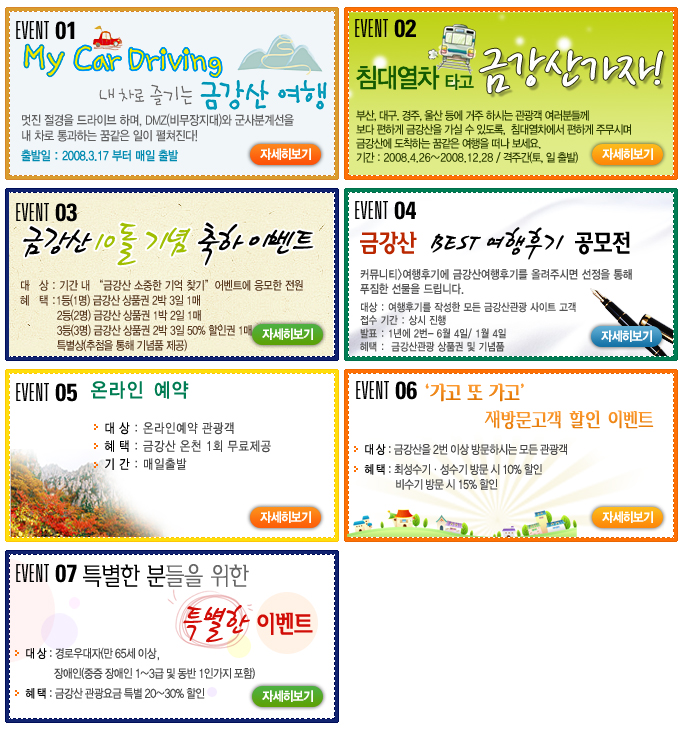 EVENT 01
My Car Driving
내 차로 즐기는 금강산 여행
멋진 절경을 드라이브 하며, DMZ(비무장지대)와 군사분계선을
내 차로 통과하는 꿈같은 일이 펼쳐진다!
출발일 : 2008.3.17 부터 매일 출발
자세히보기
EVENT 02
침대열차 타고 금강산가자!
부산, 대구, 경주, 울산 등에 거주 하시는 관광객 여러분들께
보다 편하게 금강산을 가실 수 있도록, 침대열차에서 편하게 주무시며
금강산에 도착하는 꿈같은 여행을 떠나 보세요.
기간 : 2008.4.26~2008.12.28 / 격주간(토, 일 출발)
자세히보기
EVENT 03
금강산 10돌 기념 축하 이벤트
대 상 : 기간 내 “금강산 소중한 기억 찾기” 이벤트에 응모한 전원
혜 택 : 1등(1명) 금강산 상품권 2박 3일 1매
2등(2명) 금강산 상품권 1박 2일 1매
3등(3명) 금강산 상품권 2박 3일 50% 할인권 1매
특별상(추첨을 통해 기념품 제공)
자세히보기
EVENT 04
금강산 BEST 여행후기 공모전
커뮤니티>여행후기에 금강산여행후기를 올려주시면 선정을 통해
푸짐한 선물을 드립니다.
대상 : 여행후기를 작성한 모든 금강산관광 사이트 고객
접수 기간 : 상시 진행
발표 : 1년에 2번- 6월 4일/ 1월 4일
혜택 : 금강산관광 상품권 및 기념품
자세히보기
EVENT 05 온라인 예약
대 상 : 온라인예약 관광객
혜 택 : 금강산 온천 1회 무료제공
기 간 : 매일출발
자세히보기
EVENT 06 ‘가고 또 가고’
재방문고객 할인 이벤트
대 상 : 금강산을 2번 이상 방문하시는 모든 관광객
혜 택 : 최성수기 · 성수기 방문 시 10% 할인
비수기 방문 시 15% 할인
자세히보기
EVENT 07 특별한 분들을 위한
특별한 이벤트
대 상 : 경로우대자(만 65세 이상,
장애인(중증 장애인 1~3급 및 동반 1인까지 포함)
혜 택 : 금강산 관광요금 특별 20~30% 할인
자세히보기